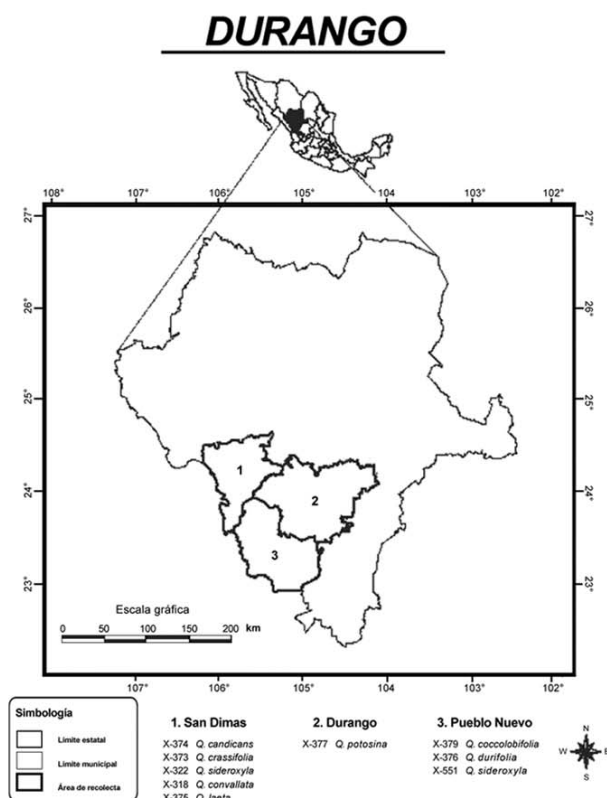 DURANGO
108° 107° 106° 105° 104° 103° 102°
27° 27°
26° 26°
25° 25°
24° 24°
23° 23°
1
2
3
Escala gráfica
0 50 100 150 200 km
107° 106° 105° 104° 103° 102°
Simbología
Límite estatal
Límite municipal
Área de recolecta
1. San Dimas
X-374 Q. candicans
X-373 Q. crassifolia
X-322 Q. sideroxyla
X-318 Q. convallata
X-375 Q. laeta
2. Durango
X-377 Q. potosina
3. Pueblo Nuevo
X-379 Q. coccolobifolia
X-376 Q. durifolia
X-551 Q. sideroxyla
N
W E
S